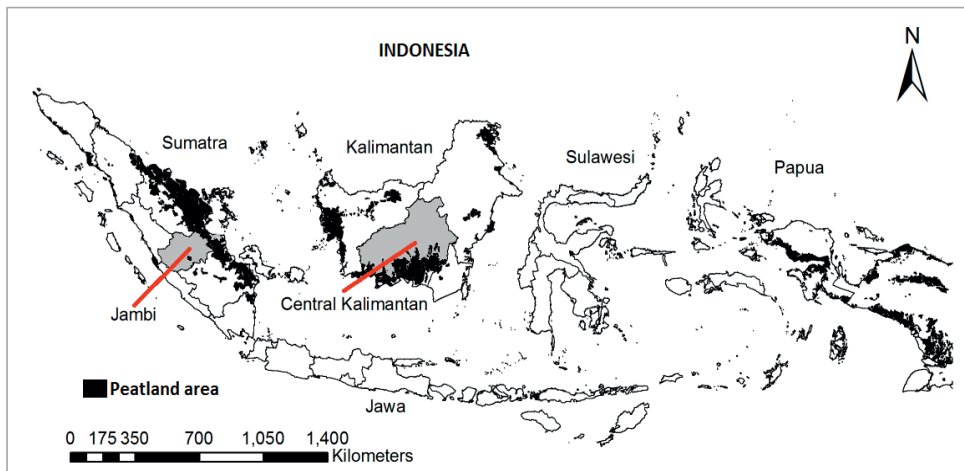 INDONESIA
N
Sumatra
Kalimantan
Sulawesi
Papua
Jambi
Central Kalimantan
Peatland area
Jawa
0 175 350 700 1,050 1,400
Kilometers